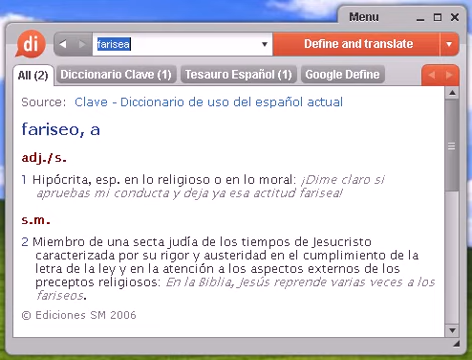 Menu
di
farisea
Define and translate
All (2)
Diccionario Clave (1)
Tesauro Español (1)
Google Define
Source: Clave - Diccionario de uso del español actual
fariseo, a
adj./s.
1 Hipócrita, esp. en lo religioso o en lo moral: ¡Dime claro si
apruebas mi conducta y deja ya esa actitud farisea!
s.m.
2 Miembro de una secta judía de los tiempos de Jesucristo
caracterizada por su rigor y austeridad en el cumplimiento de la
letra de la ley y en la atención a los aspectos externos de los
preceptos religiosos: En la Biblia, Jesús reprende varias veces a los
fariseos.
© Ediciones SM 2006